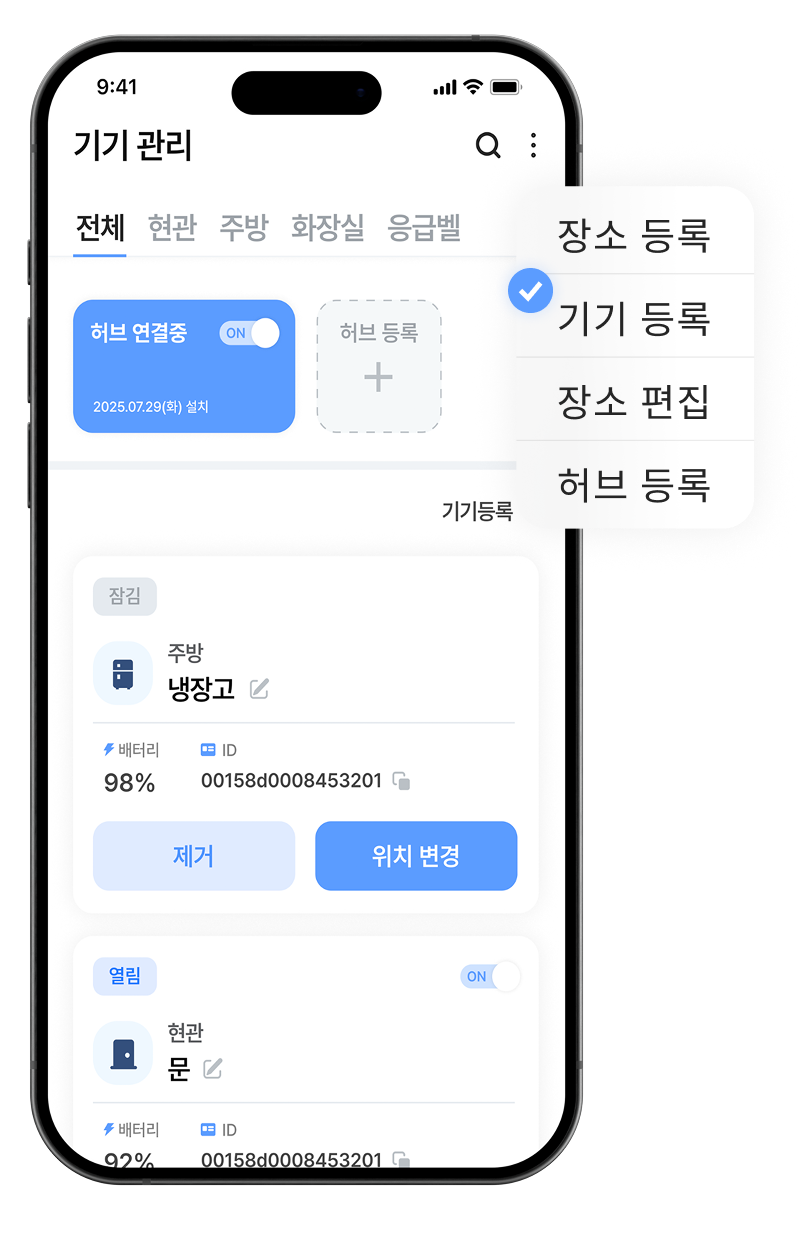 9:41
기기 관리
전체 현관 주방 화장실 응급벨
장소 등록
기기 등록
장소 편집
허브 등록
허브 연결중 ON
2025.07.29(화) 설치
허브 등록
기기등록
잠김
주방
냉장고
배터리 ID
98% 00158d0008453201
제거 위치 변경
열림 ON
현관
문
배터리 ID
92% 00158d0008453201